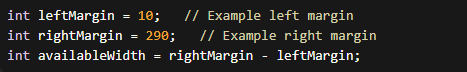 int leftMargin = 10;   // Example left margin
int rightMargin = 290;   // Example right margin
int availableWidth = rightMargin - leftMargin;